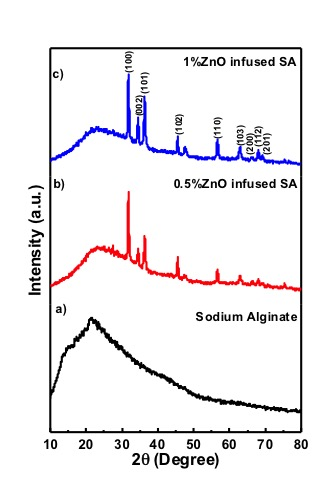 c)
1%ZnO infused SA
(100)
(002)
(101)
(102)
(110)
(103)
(200)
(112)
(201)
b)
0.5%ZnO infused SA
a)
Sodium Alginate
Intensity (a.u.)
10 20 30 40 50 60 70 80
2θ (Degree)